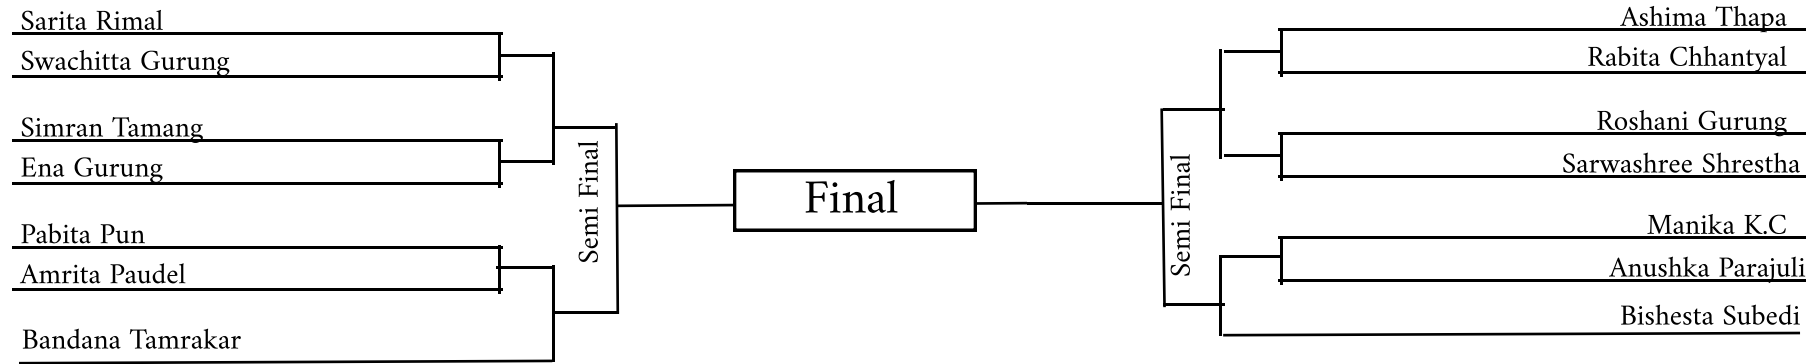 Sarita Rimal
Swachitta Gurung
Simran Tamang
Ena Gurung
Pabita Pun
Amrita Paudel
Bandana Tamrakar
Semi Final
Final
Semi Final
Ashima Thapa
Rabita Chhantyal
Roshani Gurung
Sarwashree Shrestha
Manika K.C
Anushka Parajuli
Bishesta Subedi